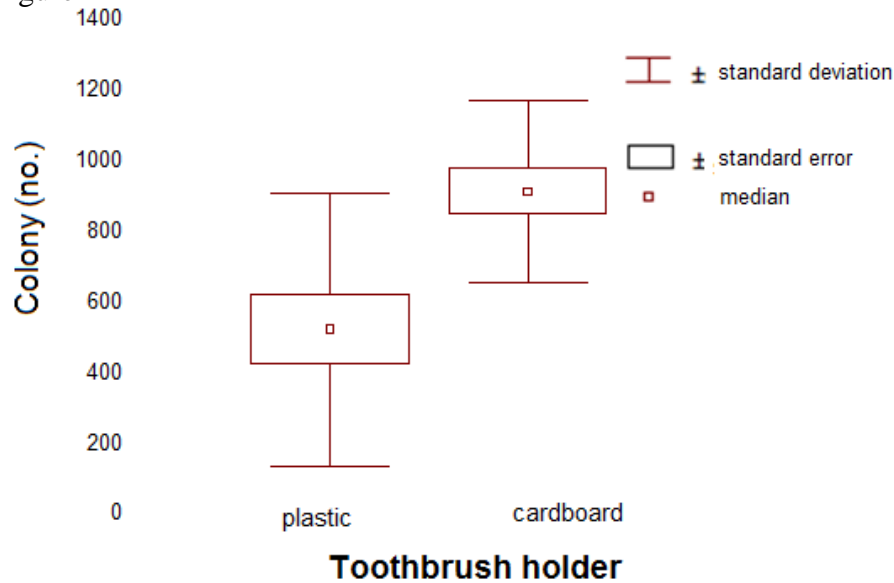 1400
1200
1000
800
600
400
200
0
Colony (no.)
± standard deviation
± standard error
median
plastic
cardboard
Toothbrush holder